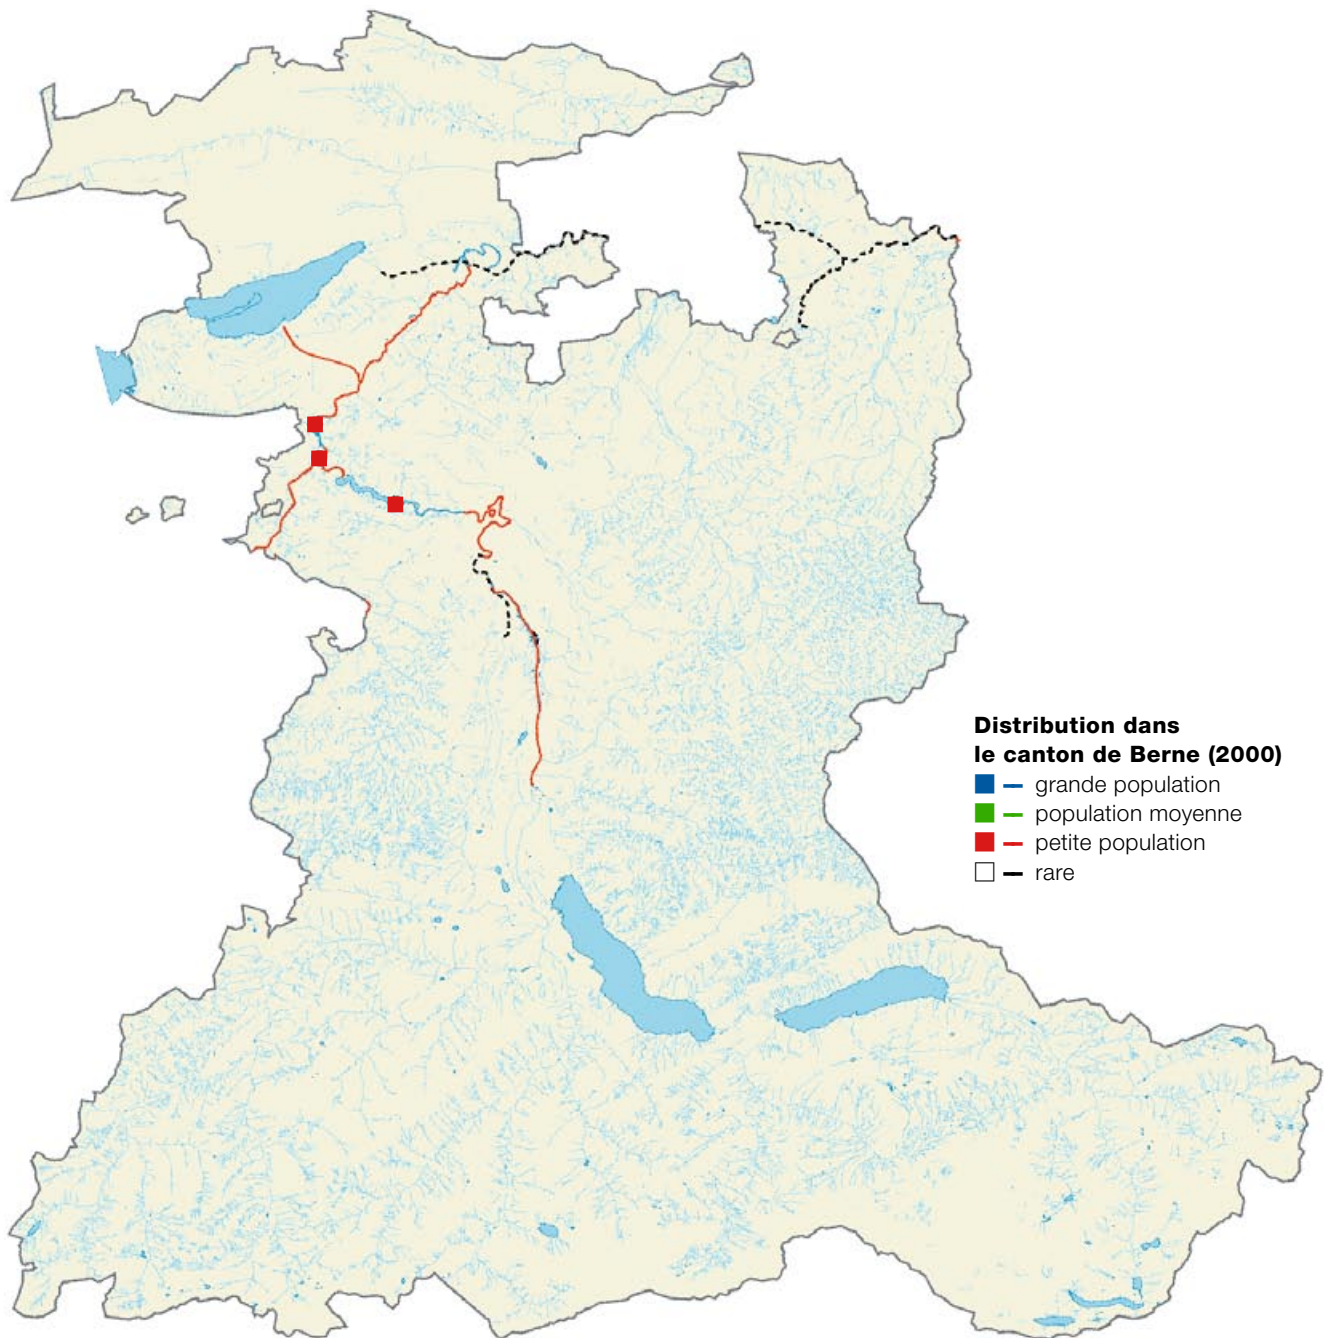 Distribution dans
le canton de Berne (2000)
grande population
population moyenne
petite population
rare